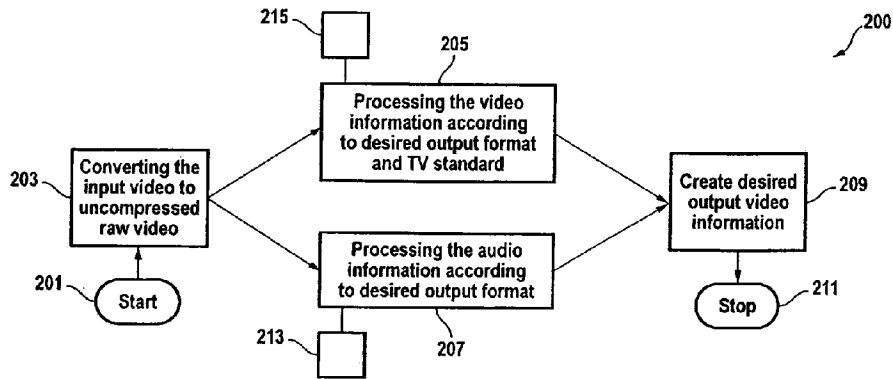 200
215
205
Processing the video
information according
to desired output format
and TV standard
203
Converting the
input video to
uncompressed
raw video
Create desired
output video
information
209
Processing the audio
information according
to desired output format
201
Start
207
213
Stop
211